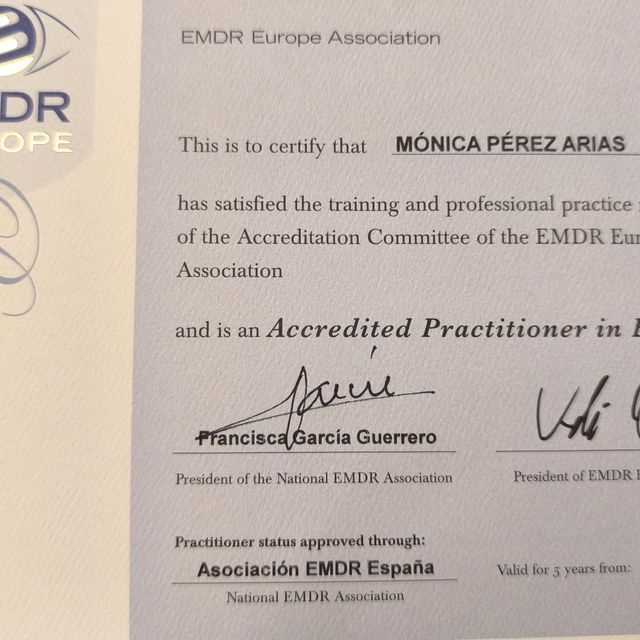 DR
OPE
EMDR Europe Association
This is to certify that MÓNICA PÉREZ ARIAS
has satisfied the training and professional practice
of the Accreditation Committee of the EMDR Eur
Association
and is an Accredited Practitioner in E
Francisca García Guerrero
President of the National EMDR Association
President of EMDR E
Practitioner status approved through:
Asociación EMDR España
National EMDR Association
Valid for 5 years from: